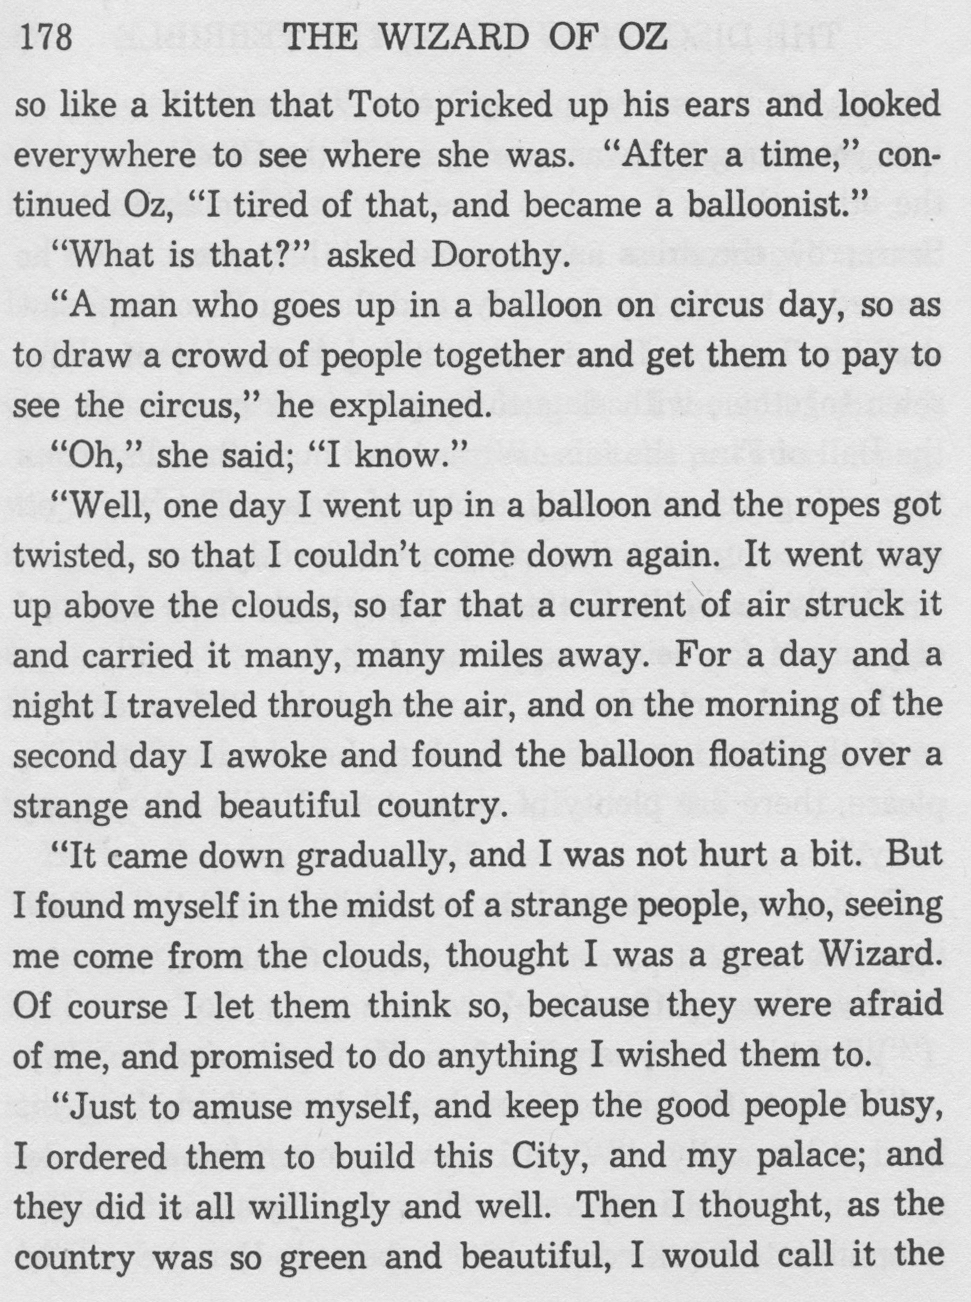 178 THE WIZARD OF OZ
so like a kitten that Toto pricked up his ears and looked
everywhere to see where she was. “After a time,” con-
tinued Oz, “I tired of that, and became a balloonist.”
“What is that?” asked Dorothy.
“A man who goes up in a balloon on circus day, so as
to draw a crowd of people together and get them to pay to
see the circus,” he explained.
“Oh,” she said; “I know.”
“Well, one day I went up in a balloon and the ropes got
twisted, so that I couldn’t come down again. It went way
up above the clouds, so far that a current of air struck it
and carried it many, many miles away. For a day and a
night I traveled through the air, and on the morning of the
second day I awoke and found the balloon floating over a
strange and beautiful country.
“It came down gradually, and I was not hurt a bit. But
I found myself in the midst of a strange people, who, seeing
me come from the clouds, thought I was a great Wizard.
Of course I let them think so, because they were afraid
of me, and promised to do anything I wished them to.
“Just to amuse myself, and keep the good people busy,
I ordered them to build this City, and my palace; and
they did it all willingly and well. Then I thought, as the
country was so green and beautiful, I would call it the